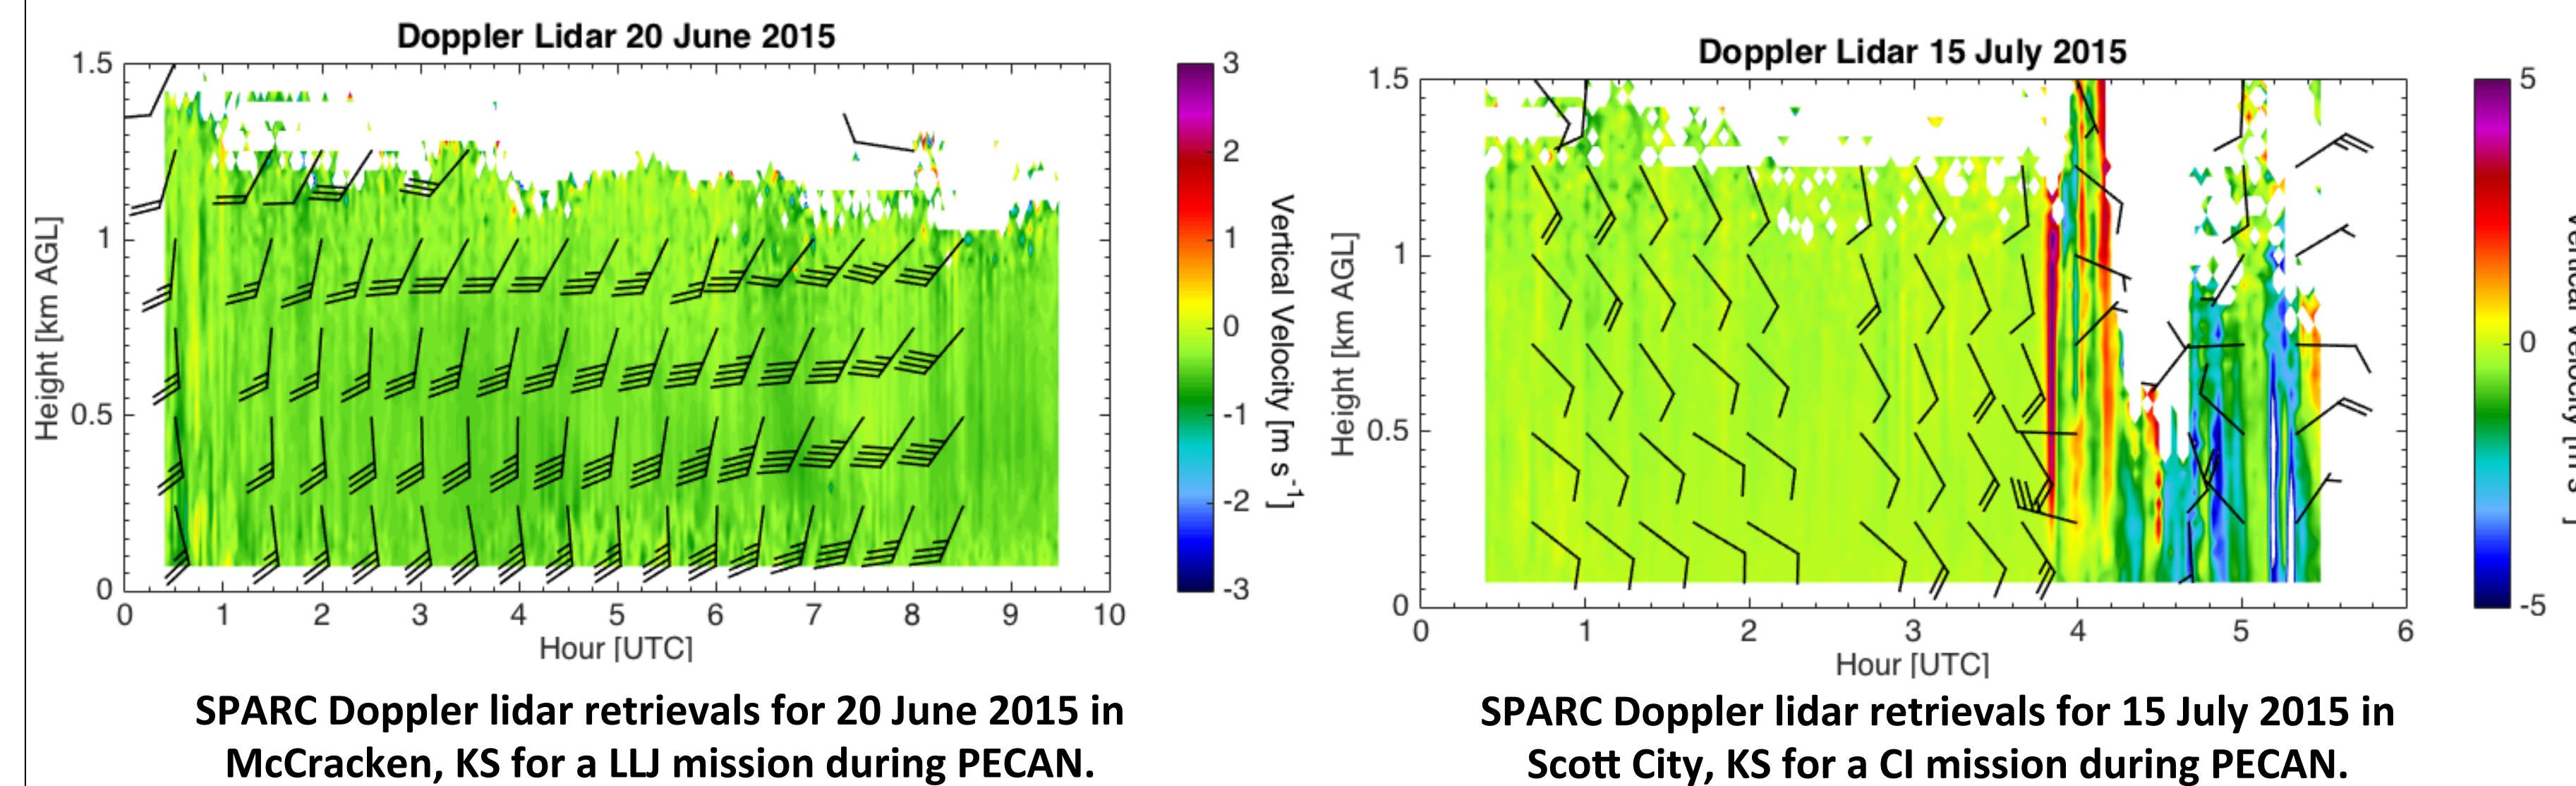 Doppler Lidar 20 June 2015
1.5
1
0.5
0
Height [km AGL]
0 1 2 3 4 5 6 7 8 9 10
Hour [UTC]
3
2
1
0
-1
-2
-3
Vertical Velocity [m s⁻¹]
SPARC Doppler lidar retrievals for 20 June 2015 in
McCracken, KS for a LLJ mission during PECAN.
Doppler Lidar 15 July 2015
1.5
1
0.5
0
Height [km AGL]
0 1 2 3 4 5 6
Hour [UTC]
5
0
-5
SPARC Doppler lidar retrievals for 15 July 2015 in
Scott City, KS for a CI mission during PECAN.